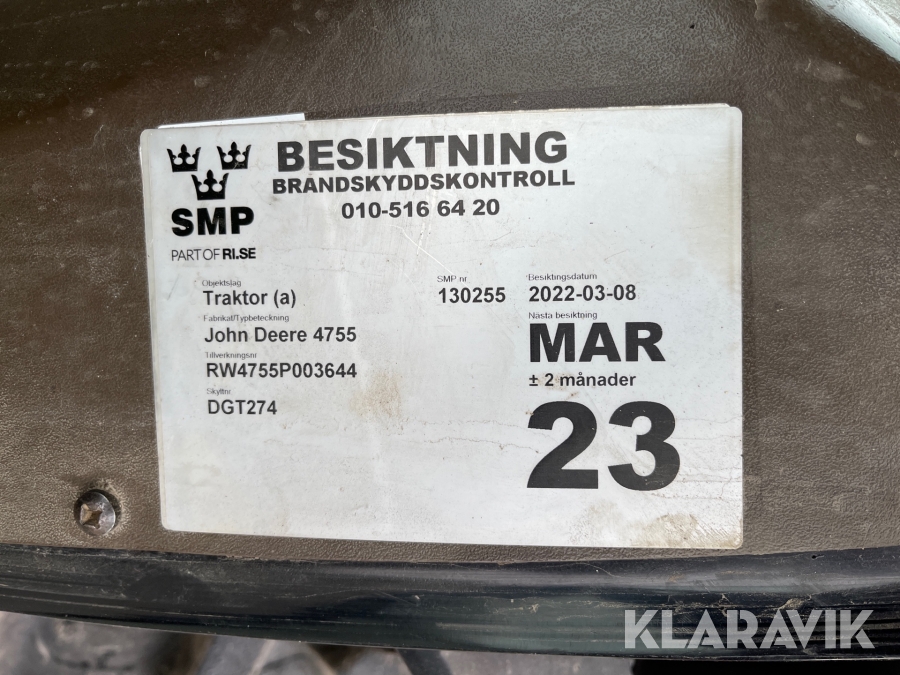 BESIKTNING
BRANDSKYDDSKONTROLL
010-516 64 20
SMP
PART OF RI.SE
Objektslag
Traktor (a)
SMP nr
130255
Besiktingsdatum
2022-03-08
Fabrikat/Typbeteckning
John Deere 4755
Tillverkningsnr
RW4755P003644
Skyltnr
DGT274
Nästa besiktning
MAR
± 2 månader
23
KLARAVIK